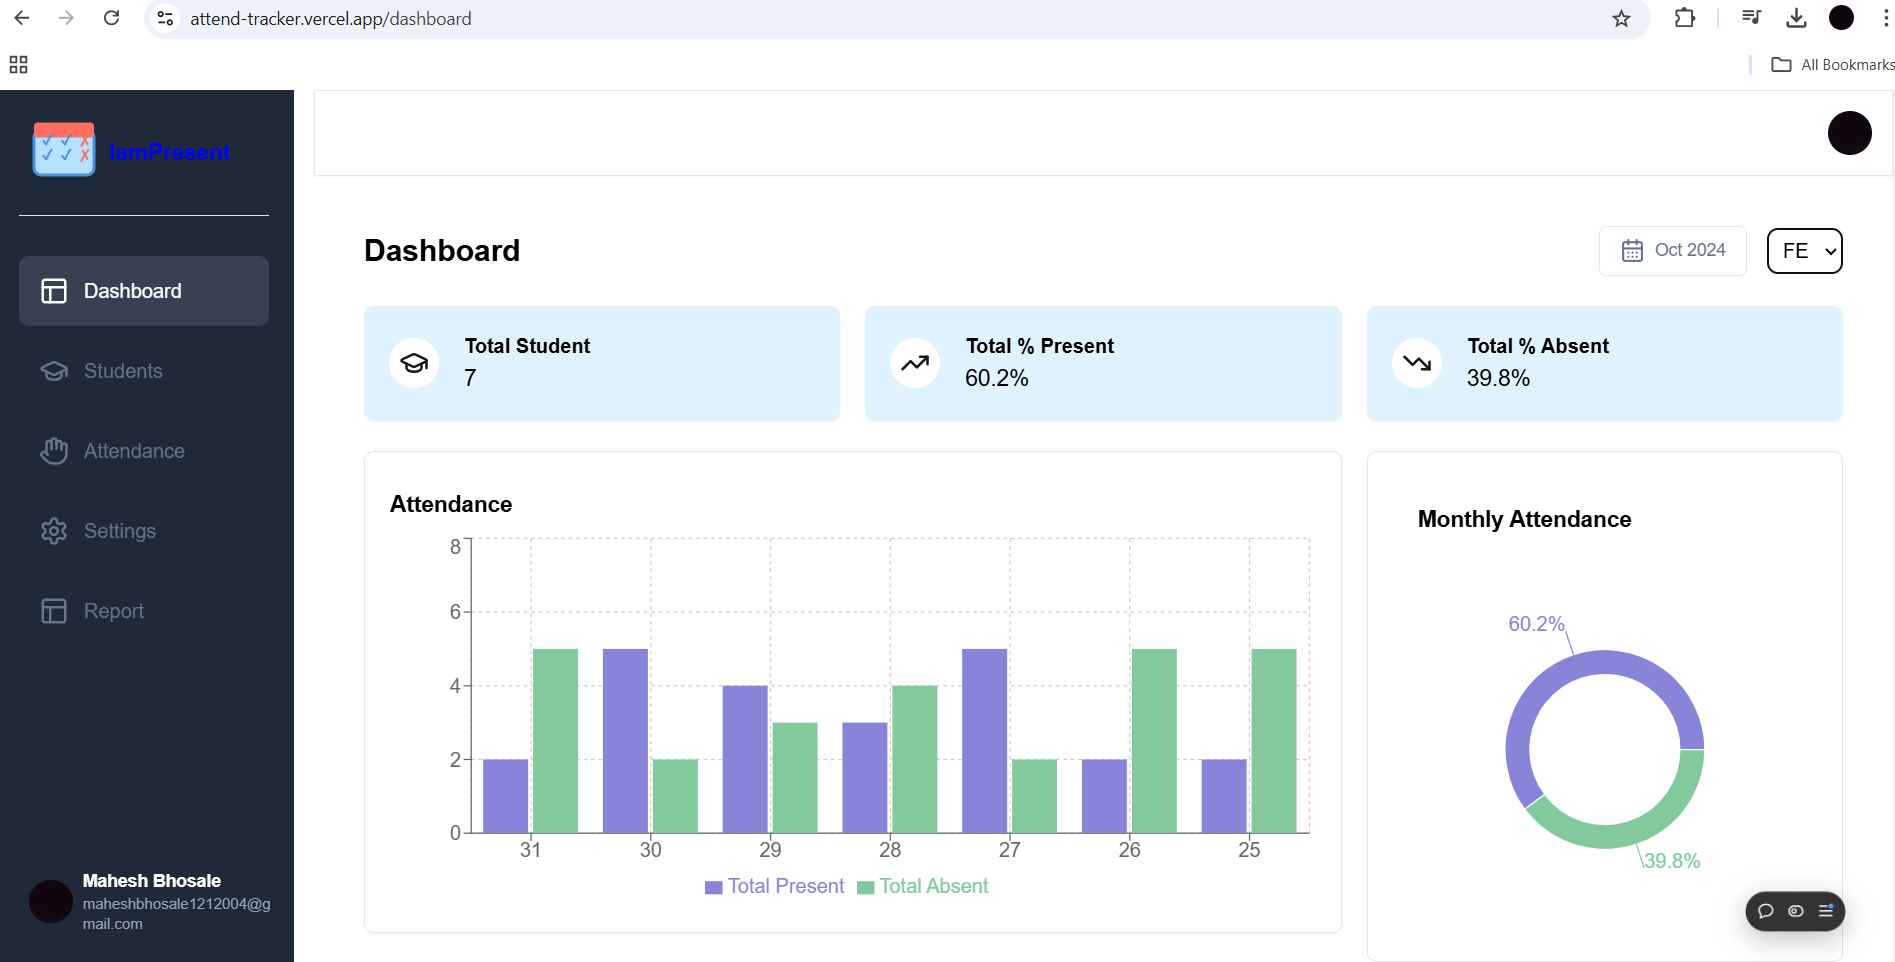 attend-tracker.vercel.app/dashboard
All Bookmarks
IamPresent
Dashboard
Students
Attendance
Settings
Report
Mahesh Bhosale
maheshbhosale1212004@g
mail.com
Dashboard
Oct 2024
FE
Total Student
7
Total % Present
60.2%
Total % Absent
39.8%
Attendance
8
6
4
2
0
31 30 29 28 27 26 25
Total Present Total Absent
Monthly Attendance
60.2%
39.8%